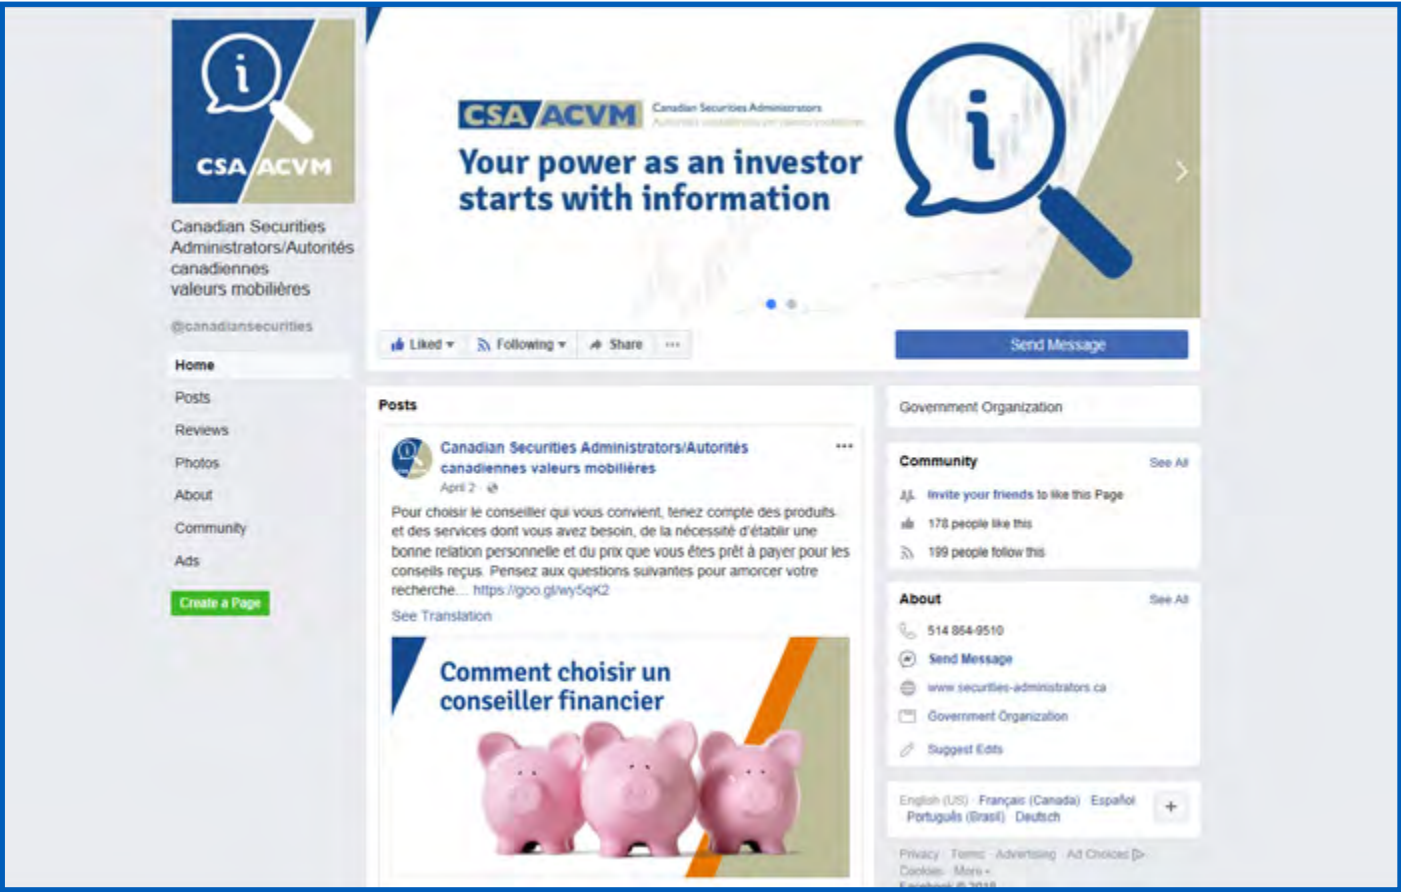 CSA ACVM
Canadian Securities
Administrators/Autorités
canadiennes
valeurs mobilières
@canadiansecurities
Home
Posts
Reviews
Photos
About
Community
Ads
Create a Page
CSA ACVM
Canadian Securities Administrators
Your power as an investor
starts with information
Liked
Following
Share
Send Message
Posts
Canadian Securities Administrators/Autorités
canadiennes valeurs mobilières
April 2
Pour choisir le conseiller qui vous convient, tenez compte des produits
et des services dont vous avez besoin, de la nécessité d'établir une
bonne relation personnelle et du prix que vous êtes prêt à payer pour les
conseils reçus. Pensez aux questions suivantes pour amorcer votre
recherche… https://goo.gl/wy5qK2
See Translation
Comment choisir un
conseiller financier
Government Organization
Community
See All
Invite your friends to like this Page
178 people like this
199 people follow this
About
See All
514 864-9510
Send Message
www.securities-administrators.ca
Government Organization
Suggest Edits
English (US) · Français (Canada) · Español
· Português (Brasil) · Deutsch
Privacy · Terms · Advertising · Ad Choices
Cookies · More
Facebook © 2018